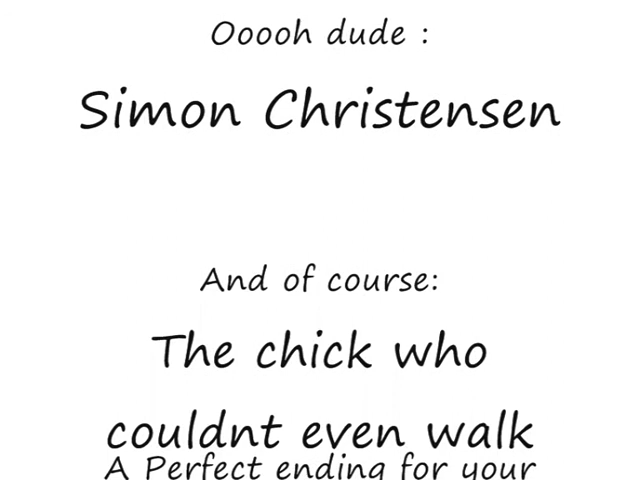 Ooooh dude :
Simon Christensen
And of course:
The chick who
couldnt even walk
A Perfect ending for your